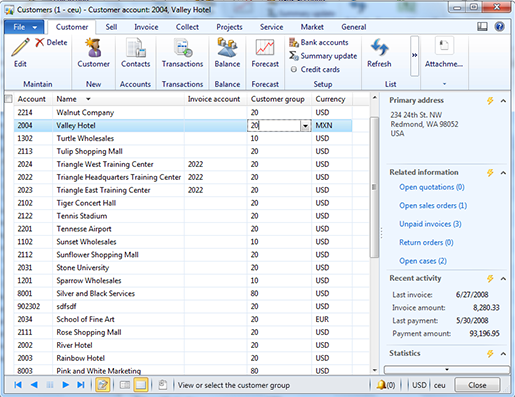 Customers (1 - ceu) - Customer account: 2004, Valley Hotel
File Customer Sell Invoice Collect Project Service Market General
Edit
Delete
Maintain
Customer
New
Contacts
Accounts
Transactions
Transactions
Balance
Balance
Forecast
Forecast
Bank accounts
Summary update
Credit cards
Setup
Refresh
List
Attachme...
Account Name Invoice account Customer group Currency
2214 Walnut Company 20 USD
2004 Valley Hotel 20 MXN
1302 Turtle Wholesales 10 USD
2113 Tulip Shopping Mall 20 USD
2024 Triangle West Training Center 2022 20 USD
2022 Triangle Headquarters Training Center 2022 20 USD
2023 Triangle East Training Center 2022 20 USD
2102 Tiger Concert Hall 20 USD
2122 Tennis Stadium 20 USD
2201 Tennesse Airport 20 USD
1102 Sunset Wholesales 10 USD
2112 Sunflower Shopping Mall 20 USD
2031 Stone University 20 USD
1201 Sparrow Wholesales 10 USD
8001 Silver and Black Services 80 USD
902302 sdfsdf 20 USD
2034 School of Fine Art 20 EUR
2111 Rose Shopping Mall 20 USD
2002 River Hotel 20 USD
2003 Rainbow Hotel 20 USD
8003 Pink and White Marketing 80 USD
Primary address
234 24th St. NW
Redmond, WA 98052
USA
Related information
Open quotations (0)
Open sales orders (1)
Unpaid invoices (3)
Return orders (0)
Open cases (2)
Recent activity
Last invoice: 6/27/2008
Invoice amount: 8,280.33
Last payment: 5/30/2008
Payment amount: 93,196.95
Statistics
View or select the customer group
(0) USD ceu Close